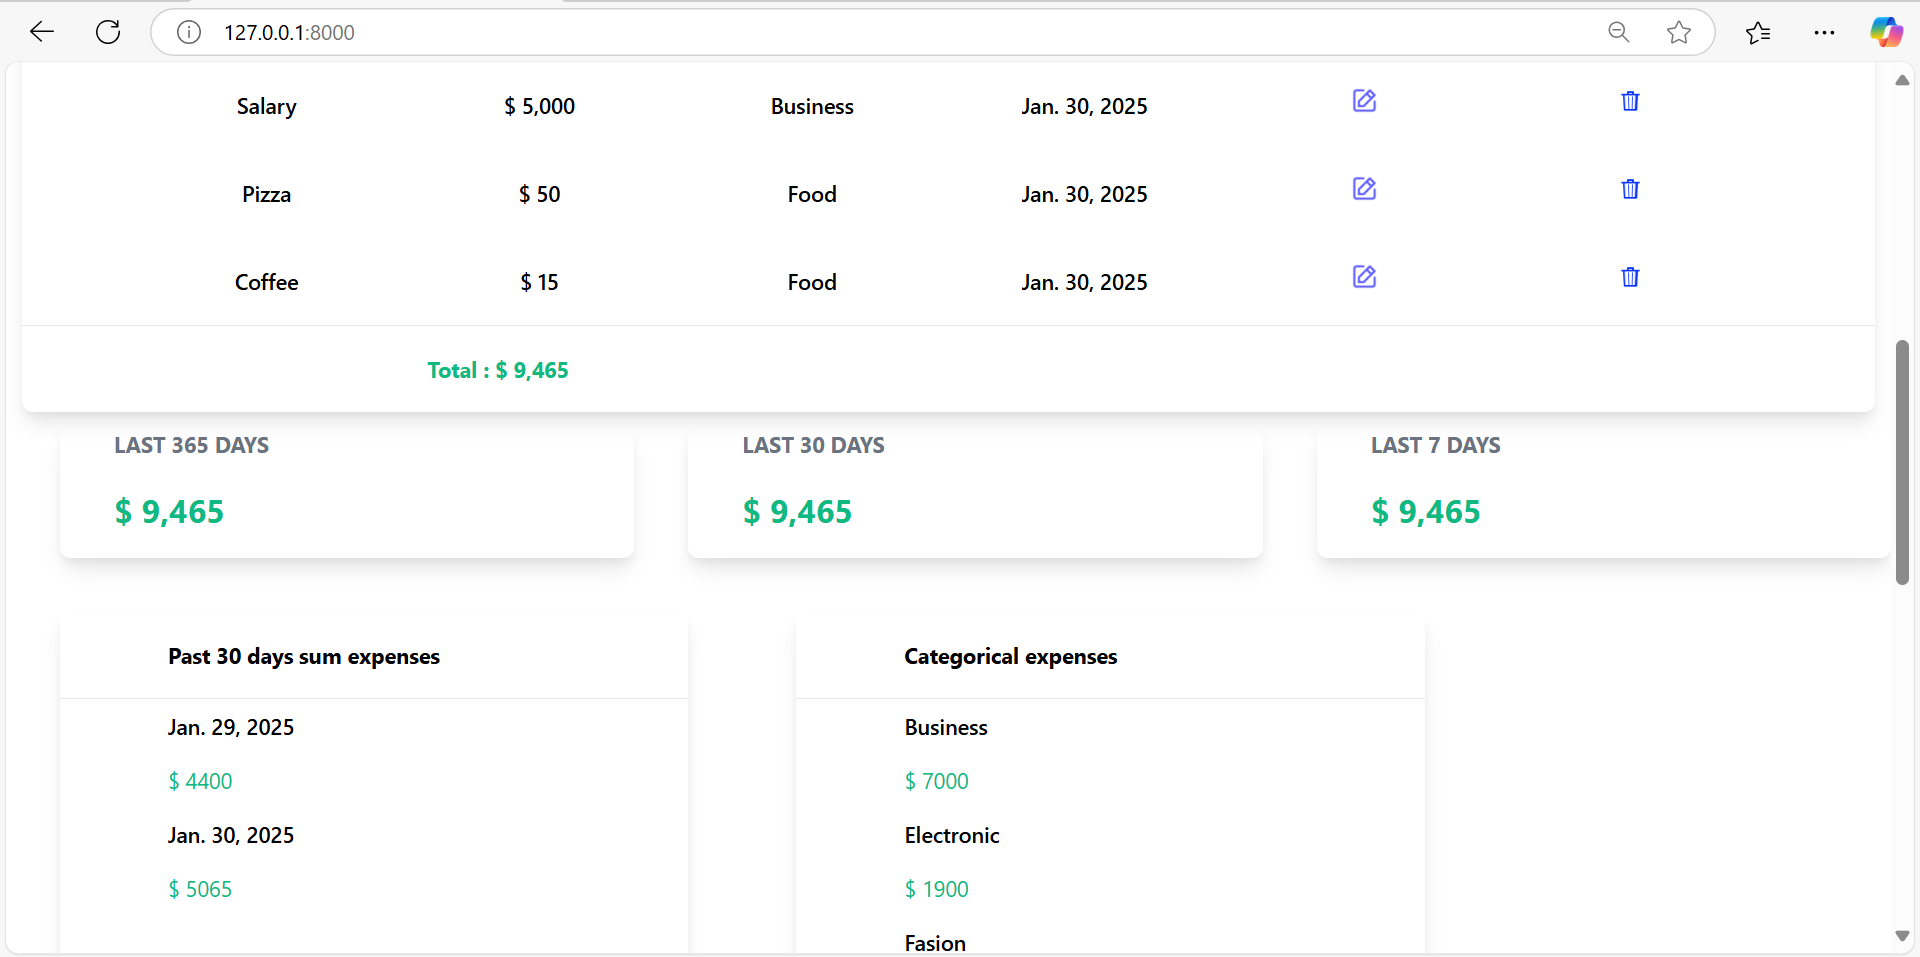 127.0.0.1:8000
Salary $ 5,000 Business Jan. 30, 2025
Pizza $ 50 Food Jan. 30, 2025
Coffee $ 15 Food Jan. 30, 2025
Total : $ 9,465
LAST 365 DAYS LAST 30 DAYS LAST 7 DAYS
$ 9,465 $ 9,465 $ 9,465
Past 30 days sum expenses
Jan. 29, 2025
$ 4400
Jan. 30, 2025
$ 5065
Categorical expenses
Business
$ 7000
Electronic
$ 1900
Fasion